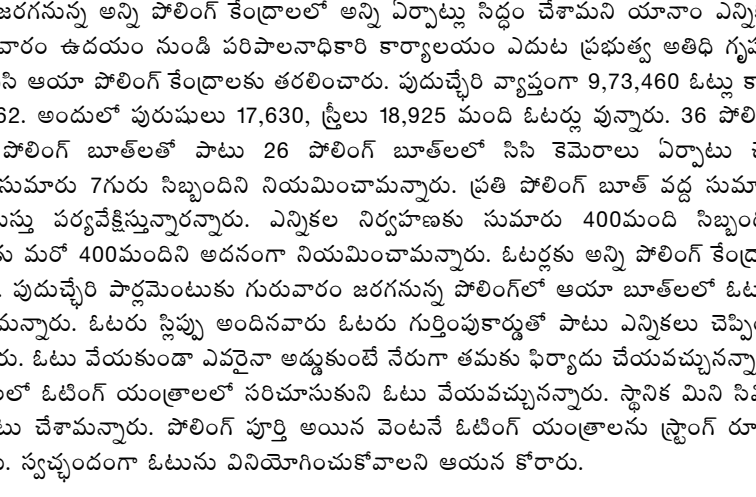 జరగనున్న అన్ని పోలింగ్ కేంద్రాలలో అన్ని ఏర్పాట్లు సిద్ధం చేశామని యానాం
వారం ఉదయం నుండి పరిపాలనాధికారి కార్యాలయం ఎదుట ప్రభుత్వ అతిధి
సి ఆయా పోలింగ్ కేంద్రాలకు తరలించారు. పుదుచ్చేరి వ్యాప్తంగా 9,73,460 ఓట్లు
62. అందులో పురుషులు 17,630, స్త్రీలు 18,925 మంది ఓటర్లు వున్నారు. 36
పోలింగ్ బూత్‌లతో పాటు 26 పోలింగ్ బూత్‌లలో సిసి కెమెరాలు ఏర్పాటు
సుమారు 7గురు సిబ్బందిని నియమించామన్నారు. ప్రతి పోలింగ్ బూత్ వద్ద
పర్యవేక్షిస్తున్నారన్నారు. ఎన్నికల నిర్వహణకు సుమారు 400మంది
మరో 400మందిని అదనంగా నియమించామన్నారు. ఓటర్లకు అన్ని పోలింగ్
. పుదుచ్చేరి పార్లమెంటుకు గురువారం జరగనున్న పోలింగ్‌లో ఆయా బూత్‌లలో
మన్నారు. ఓటరు స్లిప్పు అందినవారు ఓటరు గుర్తింపుకార్డుతో పాటు ఎన్నికలు
రు. ఓటు వేయకుండా ఎవరైనా అడ్డుకుంటే నేరుగా తమకు ఫిర్యాదు చేయవచ్చునన్నా
లలో ఓటింగ్ యంత్రాలలో సరిచూసుకుని ఓటు వేయవచ్చునన్నారు. స్థానిక మిని
టు చేశామన్నారు. పోలింగ్ పూర్తి అయిన వెంటనే ఓటింగ్ యంత్రాలను స్ట్రాంగ్ రూ
. స్వచ్ఛందంగా ఓటును వినియోగించుకోవాలని ఆయన కోరారు.